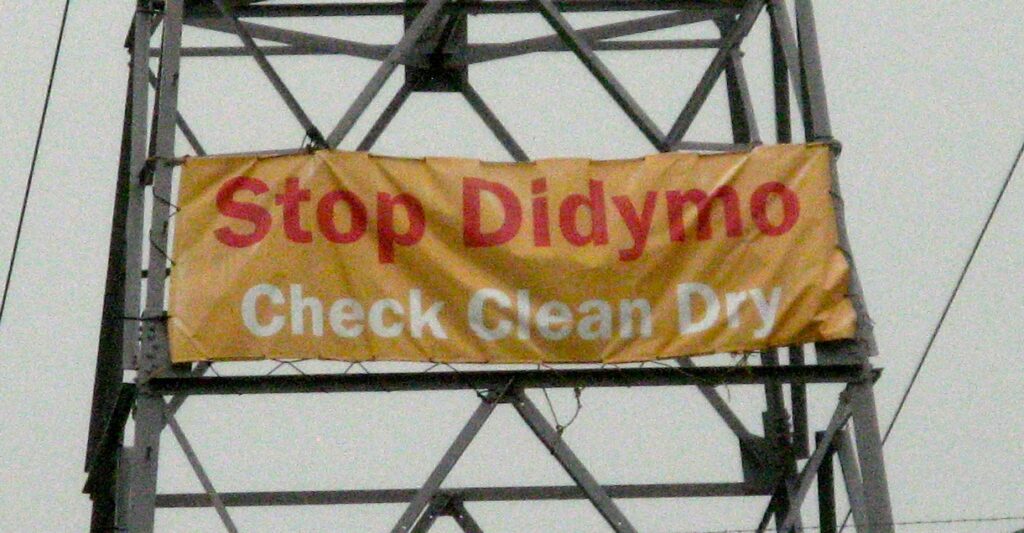 Stop Didymo
Check Clean Dry